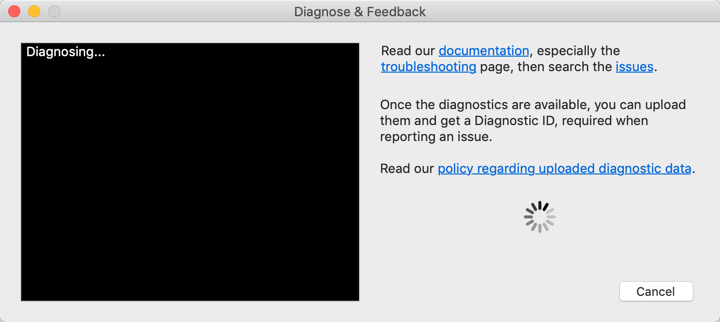 Diagnose & Feedback
Diagnosing...
Read our documentation, especially the
troubleshooting page, then search the issues.
Once the diagnostics are available, you can upload
them and get a Diagnostic ID, required when
reporting an issue.
Read our policy regarding uploaded diagnostic data.
Cancel